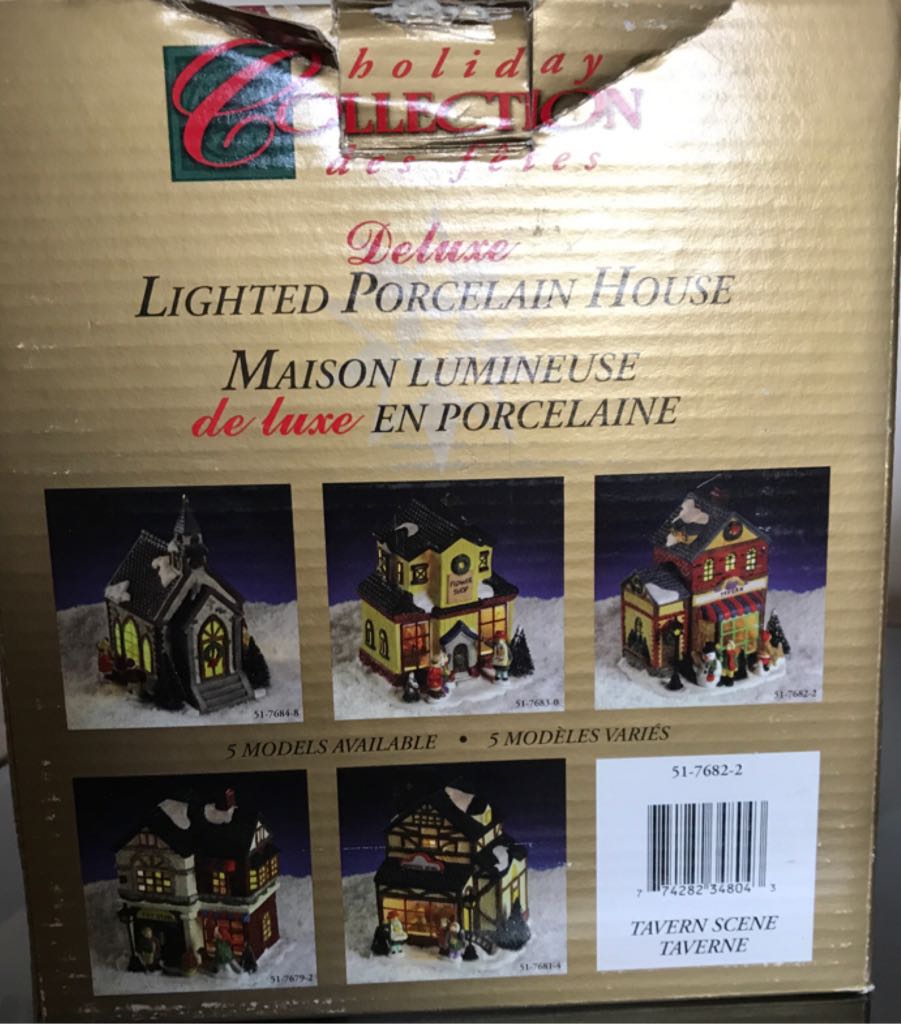 holiday
COLLECTION
des fêtes
Deluxe
LIGHTED PORCELAIN HOUSE
MAISON LUMINEUSE
de luxe EN PORCELAINE
FLOWER
SHOP
51-7684-8
51-7683-0
51-7682-2
5 MODELS AVAILABLE • 5 MODÈLES VARIÉS
51-7679-2
51-7681-4
51-7682-2
7 74282 34804 3
TAVERN SCENE
TAVERNE